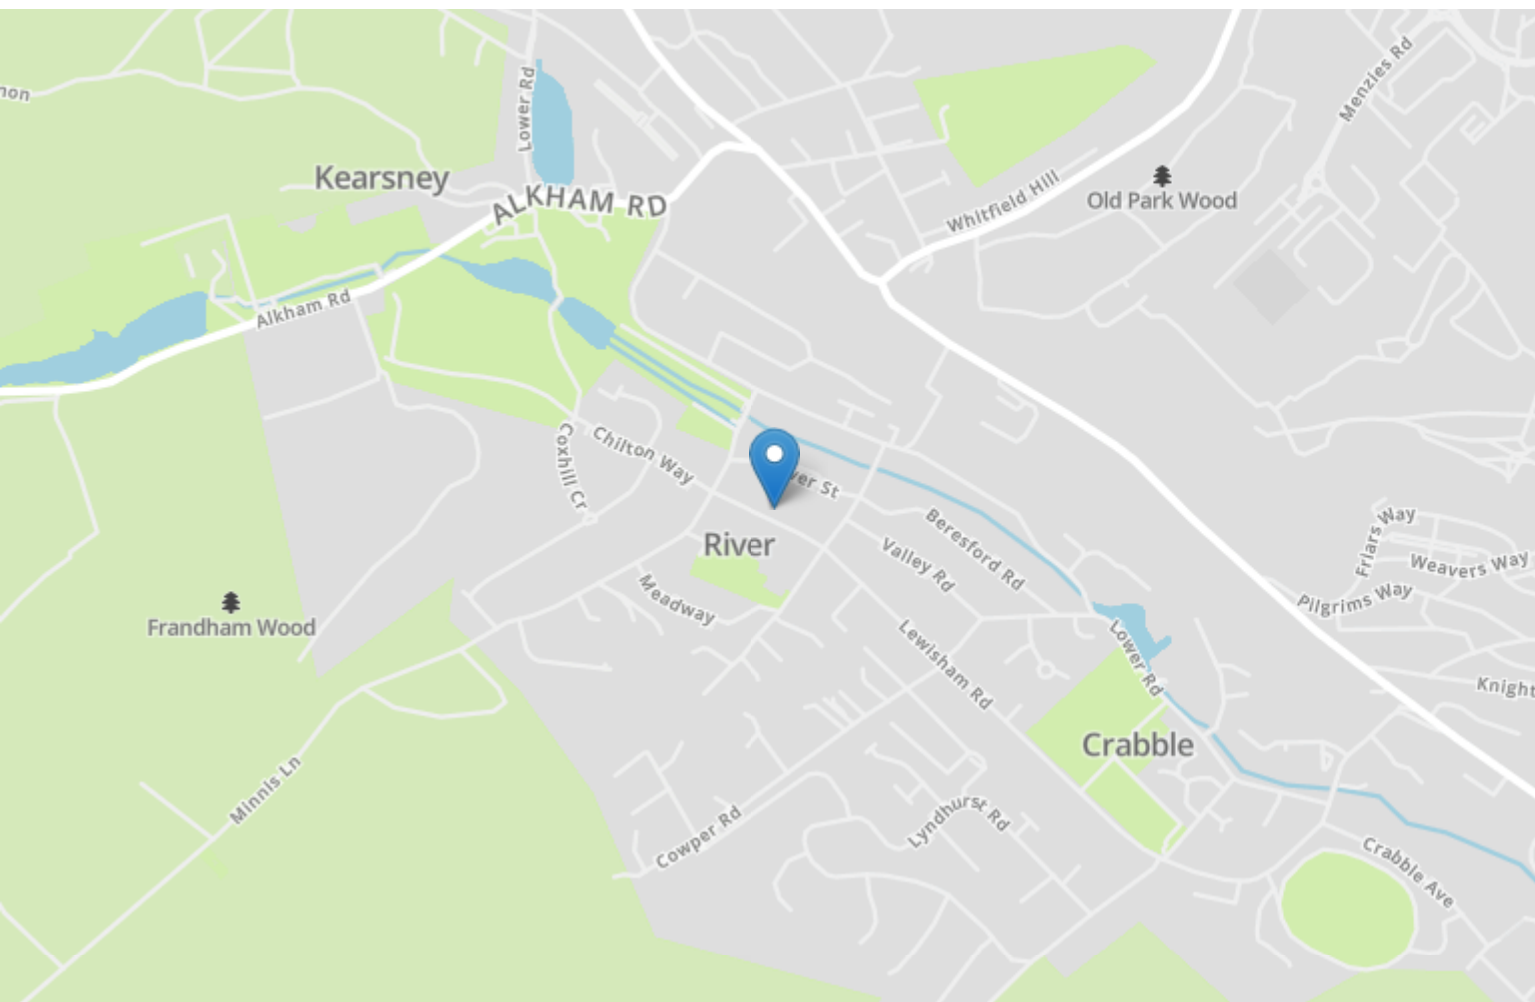 Menzies Rd
Lower Rd
Kearsney
ALKHAM RD
Old Park Wood
Whitfield Hill
Alkham Rd
Coxhill Cr
Chilton Way
River
Beresford Rd
Valley Rd
Friars Way
Weavers Way
Pilgrims Way
Meadway
Frandham Wood
Lewisham Rd
Lower Rd
Knight
Crabble
Minnis Ln
Lyndhurst Rd
Cowper Rd
Crabble Ave